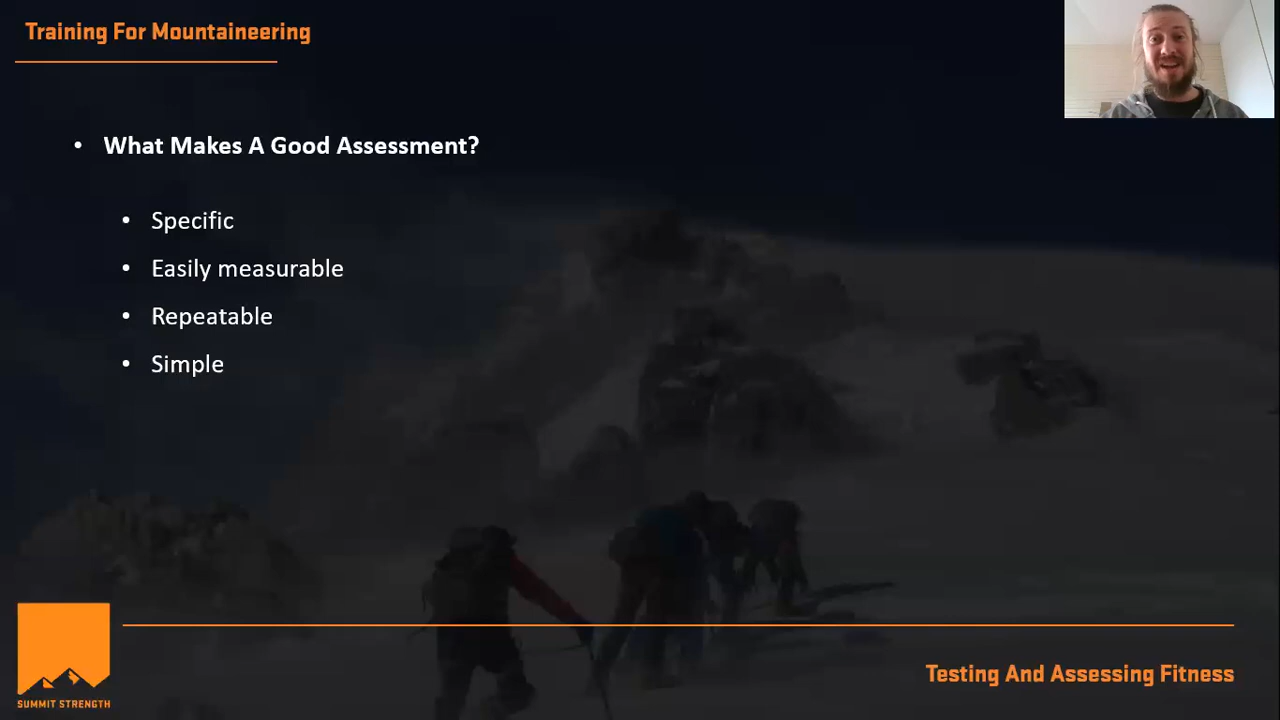 Training For Mountaineering
• What Makes A Good Assessment?
• Specific
• Easily measurable
• Repeatable
• Simple
SUMMIT STRENGTH
Testing And Assessing Fitness